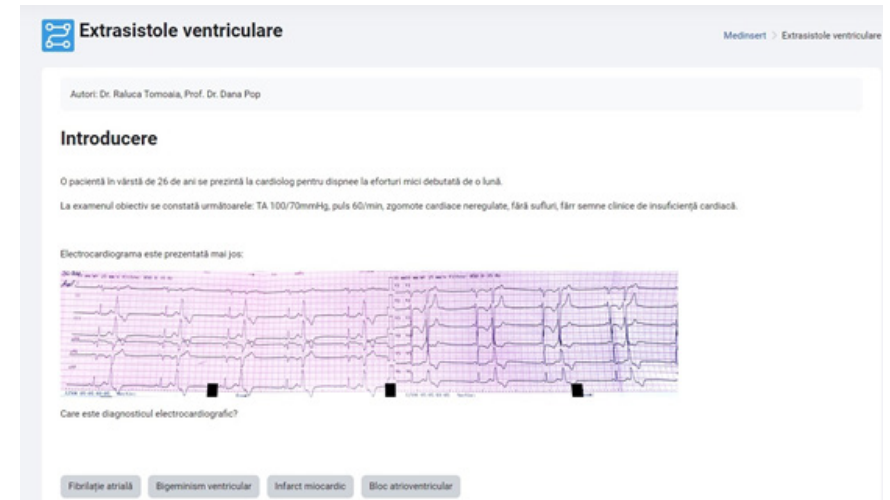 Extrasistole ventriculare
Medinsert > Extrasistole ventriculare
Autori: Dr. Raluca Tomoaia, Prof. Dr. Dana Pop
Introducere
O pacientă în vârstă de 26 de ani se prezintă la cardiolog pentru dispnee la eforturi mici debutată de o lună.
La examenul obiectiv se constată următoarele: TA 100/70mmHg, puls 60/min, zgomote cardiace neregulate, fără sufluri, fărr semne clinice de insuficiență cardiacă.
Electrocardiograma este prezentată mai jos:
Care este diagnosticul electrocardiografic?
Fibrilație atrială
Bigeminism ventricular
Infarct miocardic
Bloc atrioventricular